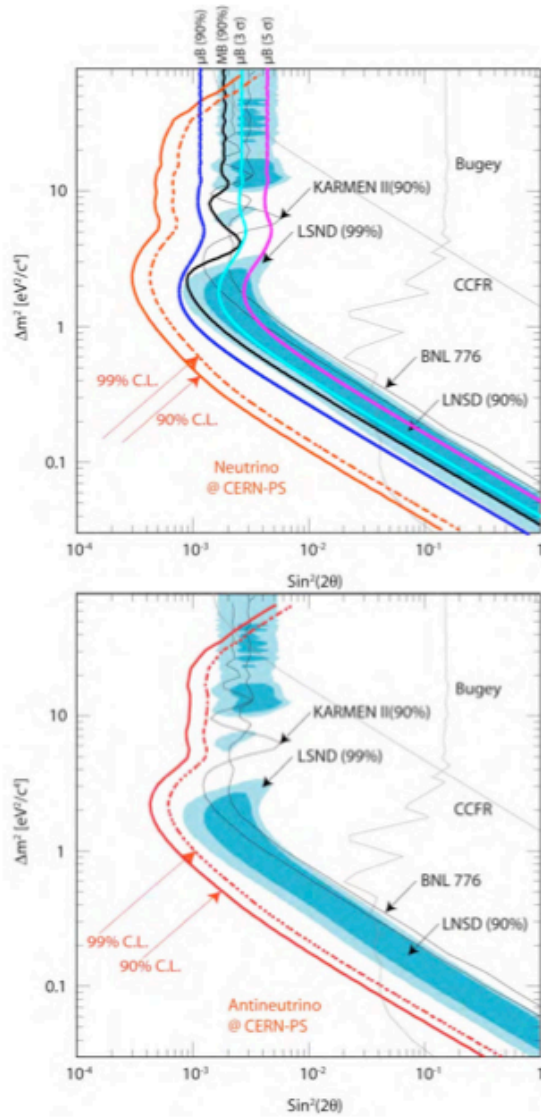 μB (90%)
MB (90%)
μB (3 σ)
μB (5 σ)
Δm² [eV²/c⁴]
10
1
0.1
Bugey
KARMEN II(90%)
LSND (99%)
CCFR
BNL 776
LNSD (90%)
99% C.L.
90% C.L.
Neutrino
@ CERN-PS
10⁻⁴
10⁻³
10⁻²
10⁻¹
1
Sin²(2θ)
Δm² [eV²/c⁴]
10
1
0.1
Bugey
KARMEN II(90%)
LSND (99%)
CCFR
BNL 776
LNSD (90%)
99% C.L.
90% C.L.
Antineutrino
@ CERN-PS
10⁻⁴
10⁻³
10⁻²
10⁻¹
1
Sin²(2θ)